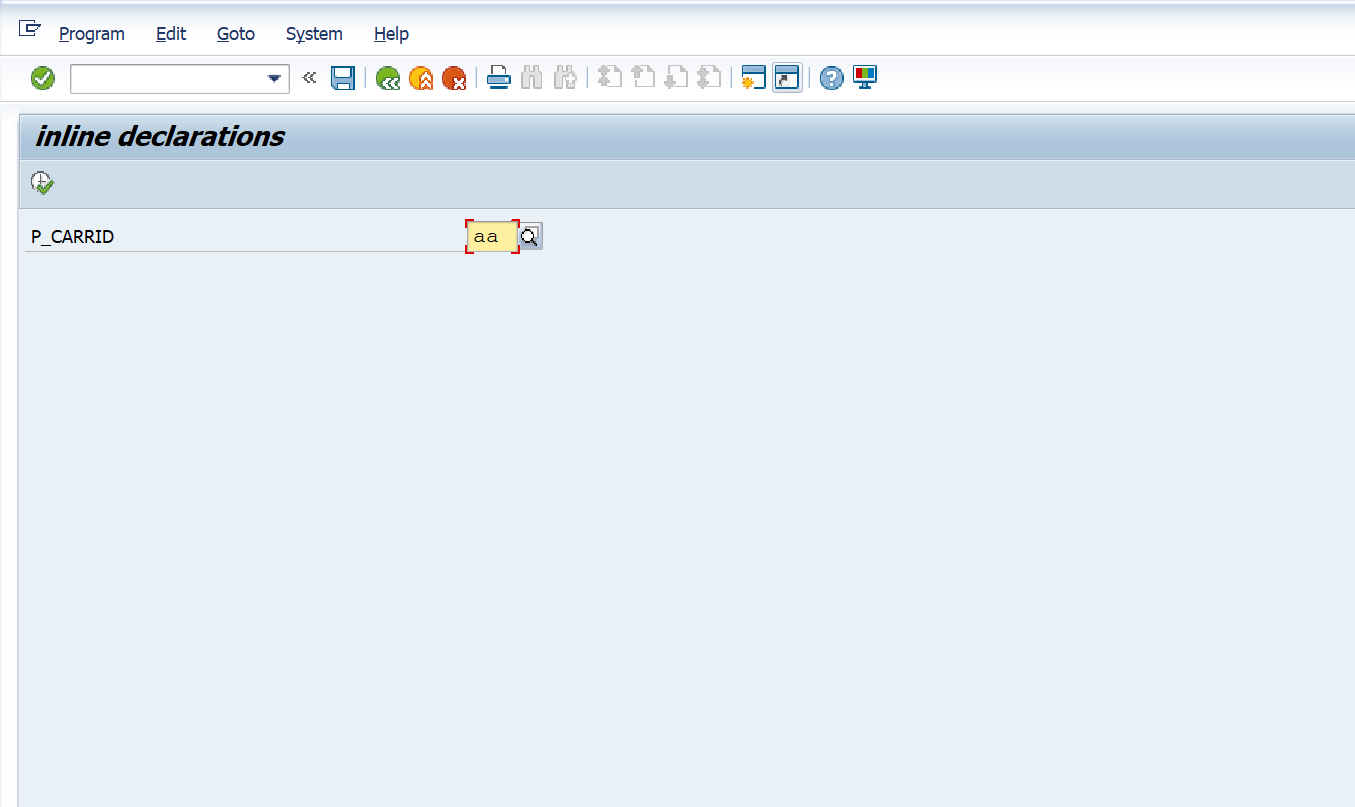 Program Edit Goto System Help
inline declarations
P_CARRID aa